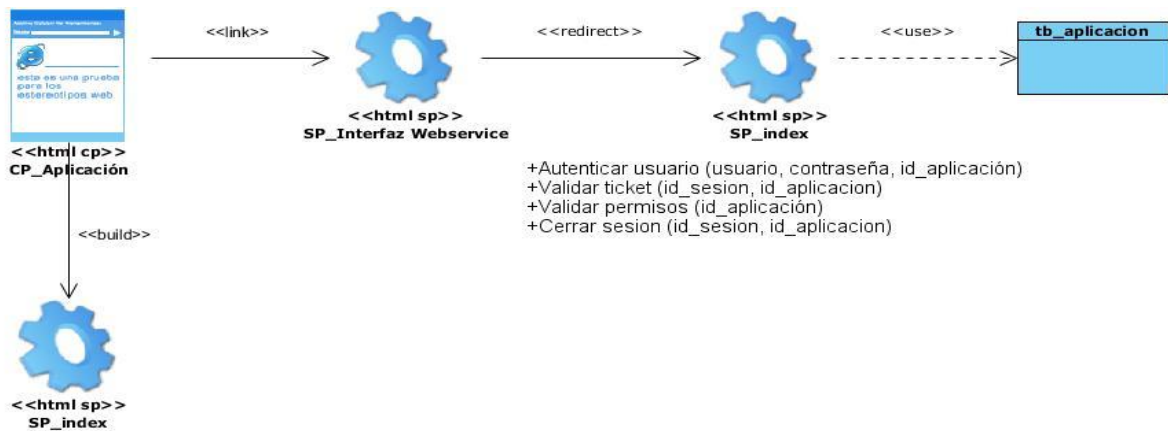 <<link>>
<<redirect>>
<<use>>
tb_aplicacion
este es una prueba
para los
estereotipos web
<<html cp>>
CP_Aplicación
<<html sp>>
SP_Interfaz Webservice
<<html sp>>
SP_index
+Autenticar usuario (usuario, contraseña, id_aplicación)
+Validar ticket (id_sesion, id_aplicacion)
+Validar permisos (id_aplicación)
+Cerrar sesion (id_sesion, id_aplicacion)
<<build>>
<<html sp>>
SP_index